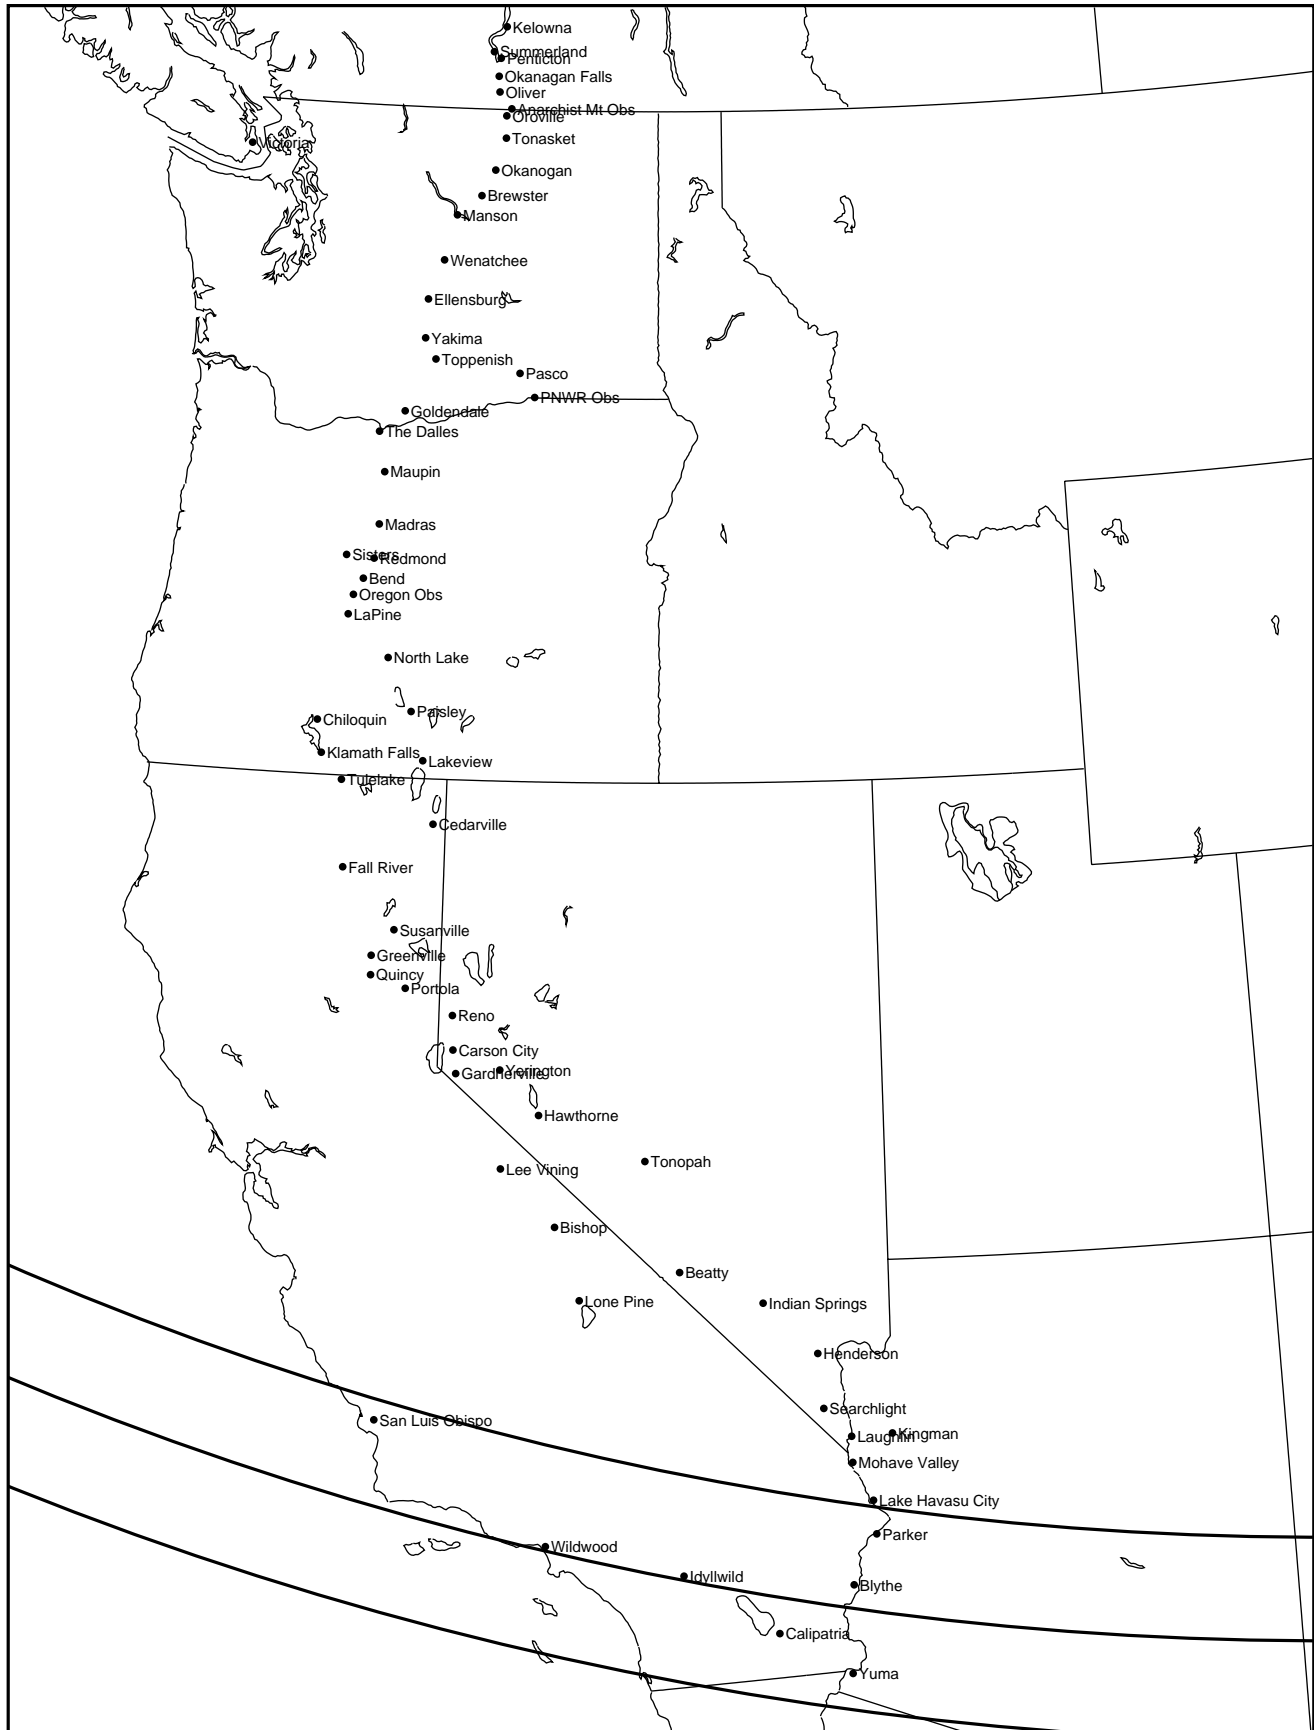 Kelowna
Summerland
Penticton
Okanagan Falls
Oliver
Anarchist Mt Obs
Oroville
Tonasket
Victoria
Okanogan
Brewster
Manson
Wenatchee
Ellensburg
Yakima
Toppenish
Pasco
PNWR Obs
Goldendale
The Dalles
Maupin
Madras
Sisters
Redmond
Bend
Oregon Obs
LaPine
North Lake
Paisley
Chiloquin
Klamath Falls
Lakeview
Tulelake
Cedarville
Fall River
Susanville
Greenville
Quincy
Portola
Reno
Carson City
Yerington
Gardnerville
Hawthorne
Tonopah
Lee Vining
Bishop
Beatty
Lone Pine
Indian Springs
Henderson
Searchlight
San Luis Obispo
Kingman
Laughlin
Mohave Valley
Lake Havasu City
Parker
Wildwood
Idyllwild
Blythe
Calipatria
Yuma